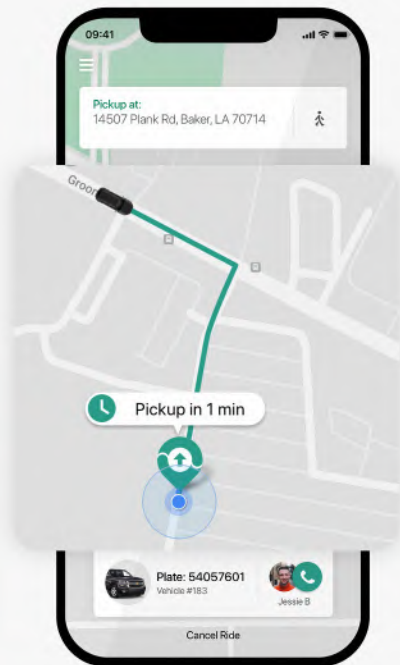 09:41
Pickup at:
14507 Plank Rd, Baker, LA 70714
Groor
Pickup in 1 min
Plate: 54057601
Vehicle #183
Jessie B
Cancel Ride